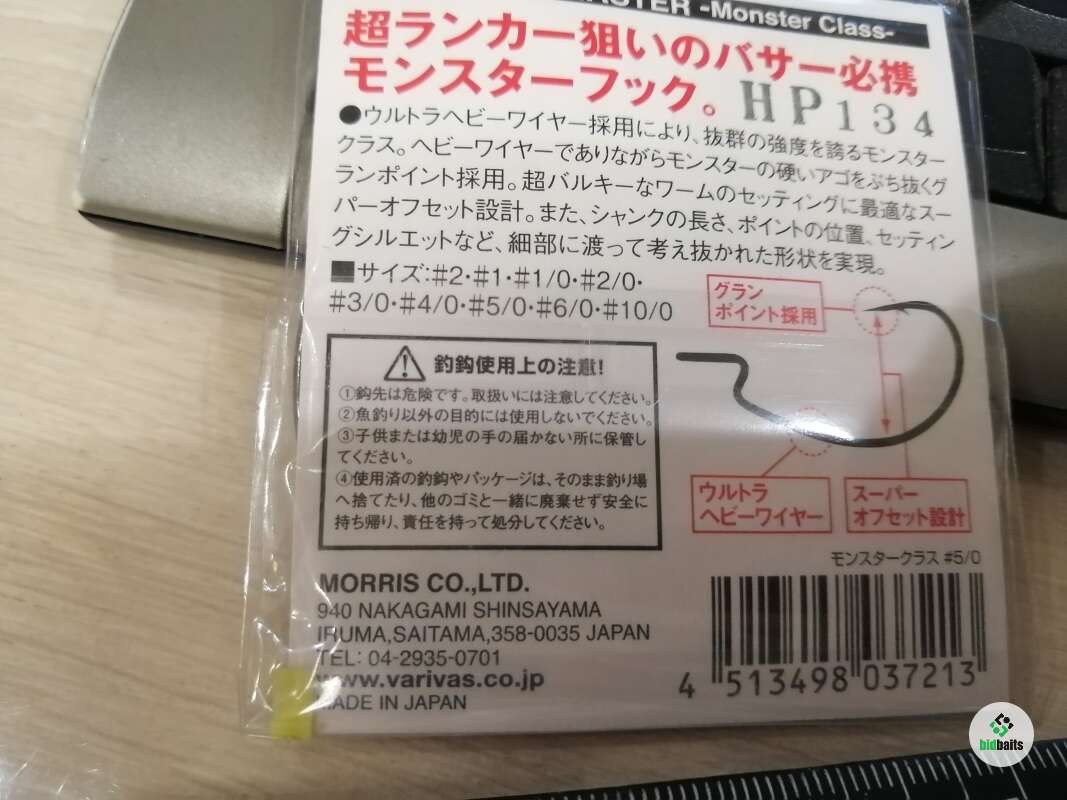 -Monster Class-
超ランカー狙いのバサー必携
モンスターフック。HP134
●ウルトラヘビーワイヤー採用により、抜群の強度を誇るモンスター
クラス。ヘビーワイヤーでありながらモンスターの硬いアゴをぶち抜くグ
ランポイント採用。超バルキーなワームのセッティングに最適なスー
パーオフセット設計。また、シャンクの長さ、ポイントの位置、セッティン
グシルエットなど、細部に渡って考え抜かれた形状を実現。
■サイズ:#2・#1・#1/0・#2/0・
#3/0・#4/0・#5/0・#6/0・#10/0
グラン
ポイント採用
釣鈎使用上の注意!
①鈎先は危険です。取扱いには注意してください。
②魚釣り以外の目的には使用しないでください。
③子供または幼児の手の届かない所に保管し
てください。
④使用済の釣鈎やパッケージは、そのまま釣り場
へ捨てたり、他のゴミと一緒に廃棄せず安全に
持ち帰り、責任を持って処分してください。
ウルトラ
ヘビーワイヤー
スーパー
オフセット設計
モンスタークラス #5/0
MORRIS CO.,LTD.
940 NAKAGAMI SHINSAYAMA
IRUMA,SAITAMA,358-0035 JAPAN
TEL: 04-2935-0701
www.varivas.co.jp
MADE IN JAPAN
4 513498 037213
bidbaits